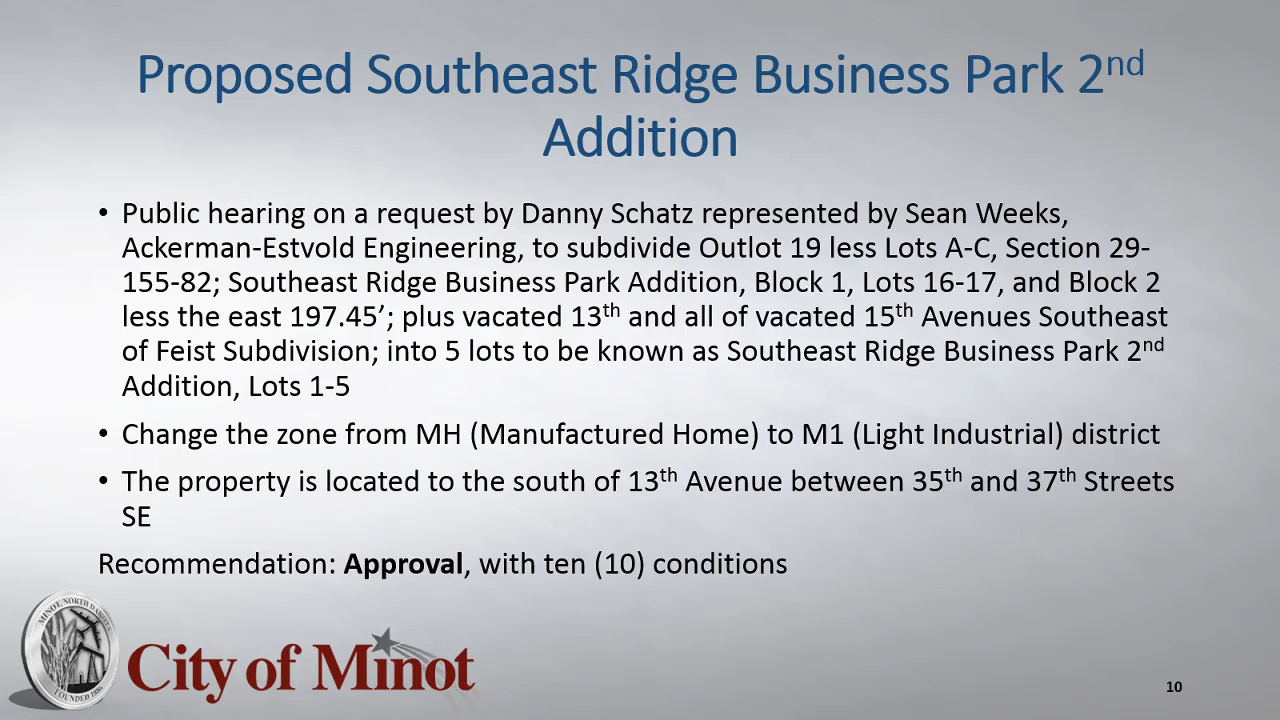 Proposed Southeast Ridge Business Park 2nd
Addition
• Public hearing on a request by Danny Schatz represented by Sean Weeks,
Ackerman-Estvold Engineering, to subdivide Outlot 19 less Lots A-C, Section 29-
155-82; Southeast Ridge Business Park Addition, Block 1, Lots 16-17, and Block 2
less the east 197.45’; plus vacated 13th and all of vacated 15th Avenues Southeast
of Feist Subdivision; into 5 lots to be known as Southeast Ridge Business Park 2nd
Addition, Lots 1-5
• Change the zone from MH (Manufactured Home) to M1 (Light Industrial) district
• The property is located to the south of 13th Avenue between 35th and 37th Streets
SE
Recommendation: Approval, with ten (10) conditions
MINOT, NORTH DAKOTA
FOUNDED 1886
City of Minot
10